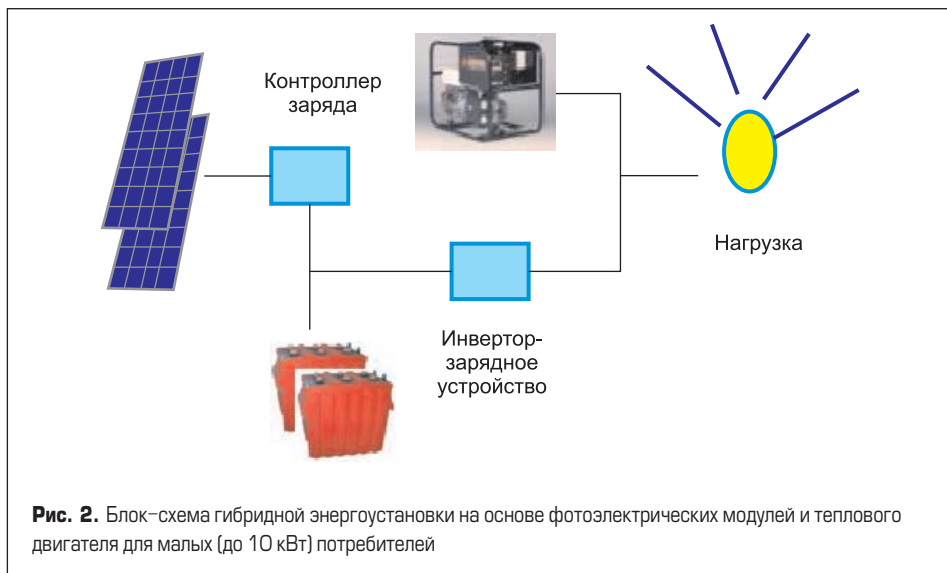 Контроллер
заряда
Нагрузка
Инвертор-
зарядное
устройство
Рис. 2. Блок-схема гибридной энергоустановки на основе фотоэлектрических модулей и теплового
двигателя для малых (до 10 кВт) потребителей